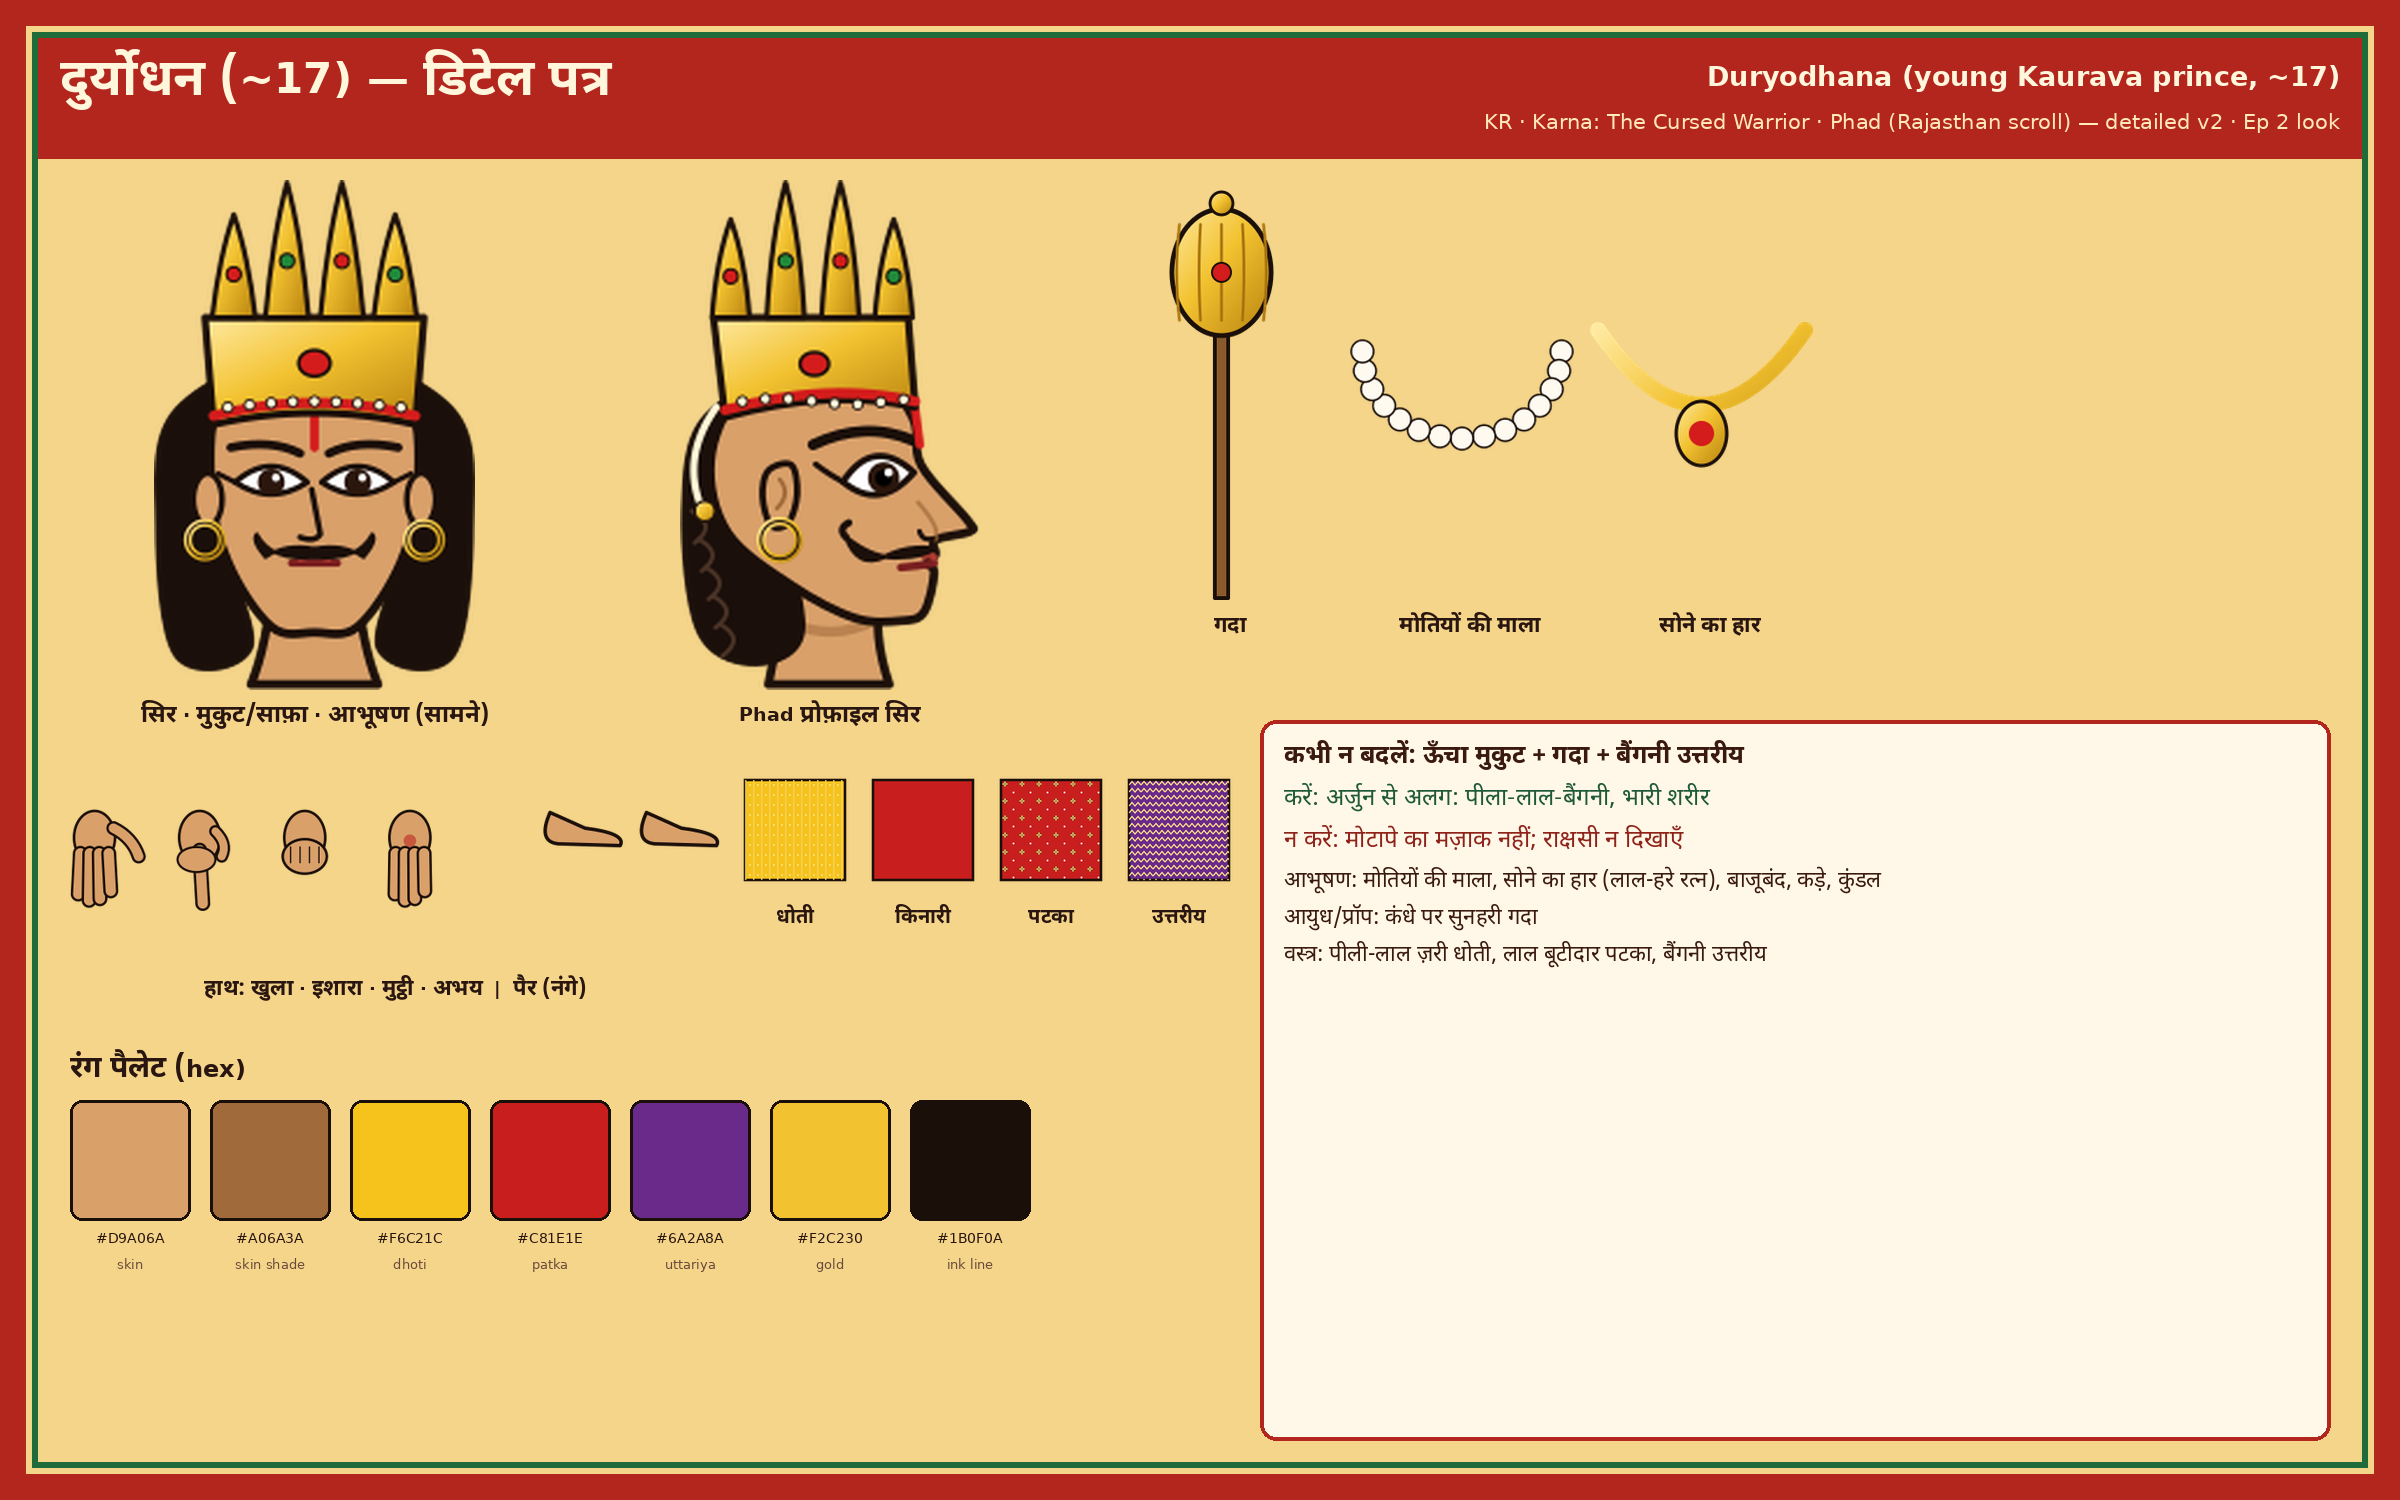 दुर्योधन (~17) — डिटेल पत्र
Duryodhana (young Kaurava prince, ~17)
KR · Karna: The Cursed Warrior · Phad (Rajasthan scroll) — detailed v2 · Ep 2 look
गदा
मोतियों की माला
सोने का हार
सिर · मुकुट/साफ़ा · आभूषण (सामने)
Phad प्रोफ़ाइल सिर
धोती
किनारी
पटका
उत्तरीय
हाथ: खुला · इशारा · मुट्ठी · अभय | पैर (नंगे)
कभी न बदलें: ऊँचा मुकुट + गदा + बैंगनी उत्तरीय
करें: अर्जुन से अलग: पीला-लाल-बैंगनी, भारी शरीर
न करें: मोटापे का मज़ाक नहीं; राक्षसी न दिखाएँ
आभूषण: मोतियों की माला, सोने का हार (लाल-हरे रत्न), बाजूबंद, कड़े, कुंडल
आयुध/प्रॉप: कंधे पर सुनहरी गदा
वस्त्र: पीली-लाल ज़री धोती, लाल बूटीदार पटका, बैंगनी उत्तरीय
रंग पैलेट (hex)
#D9A06A
#A06A3A
#F6C21C
#C81E1E
#6A2A8A
#F2C230
#1B0F0A
skin
skin shade
dhoti
patka
uttariya
gold
ink line